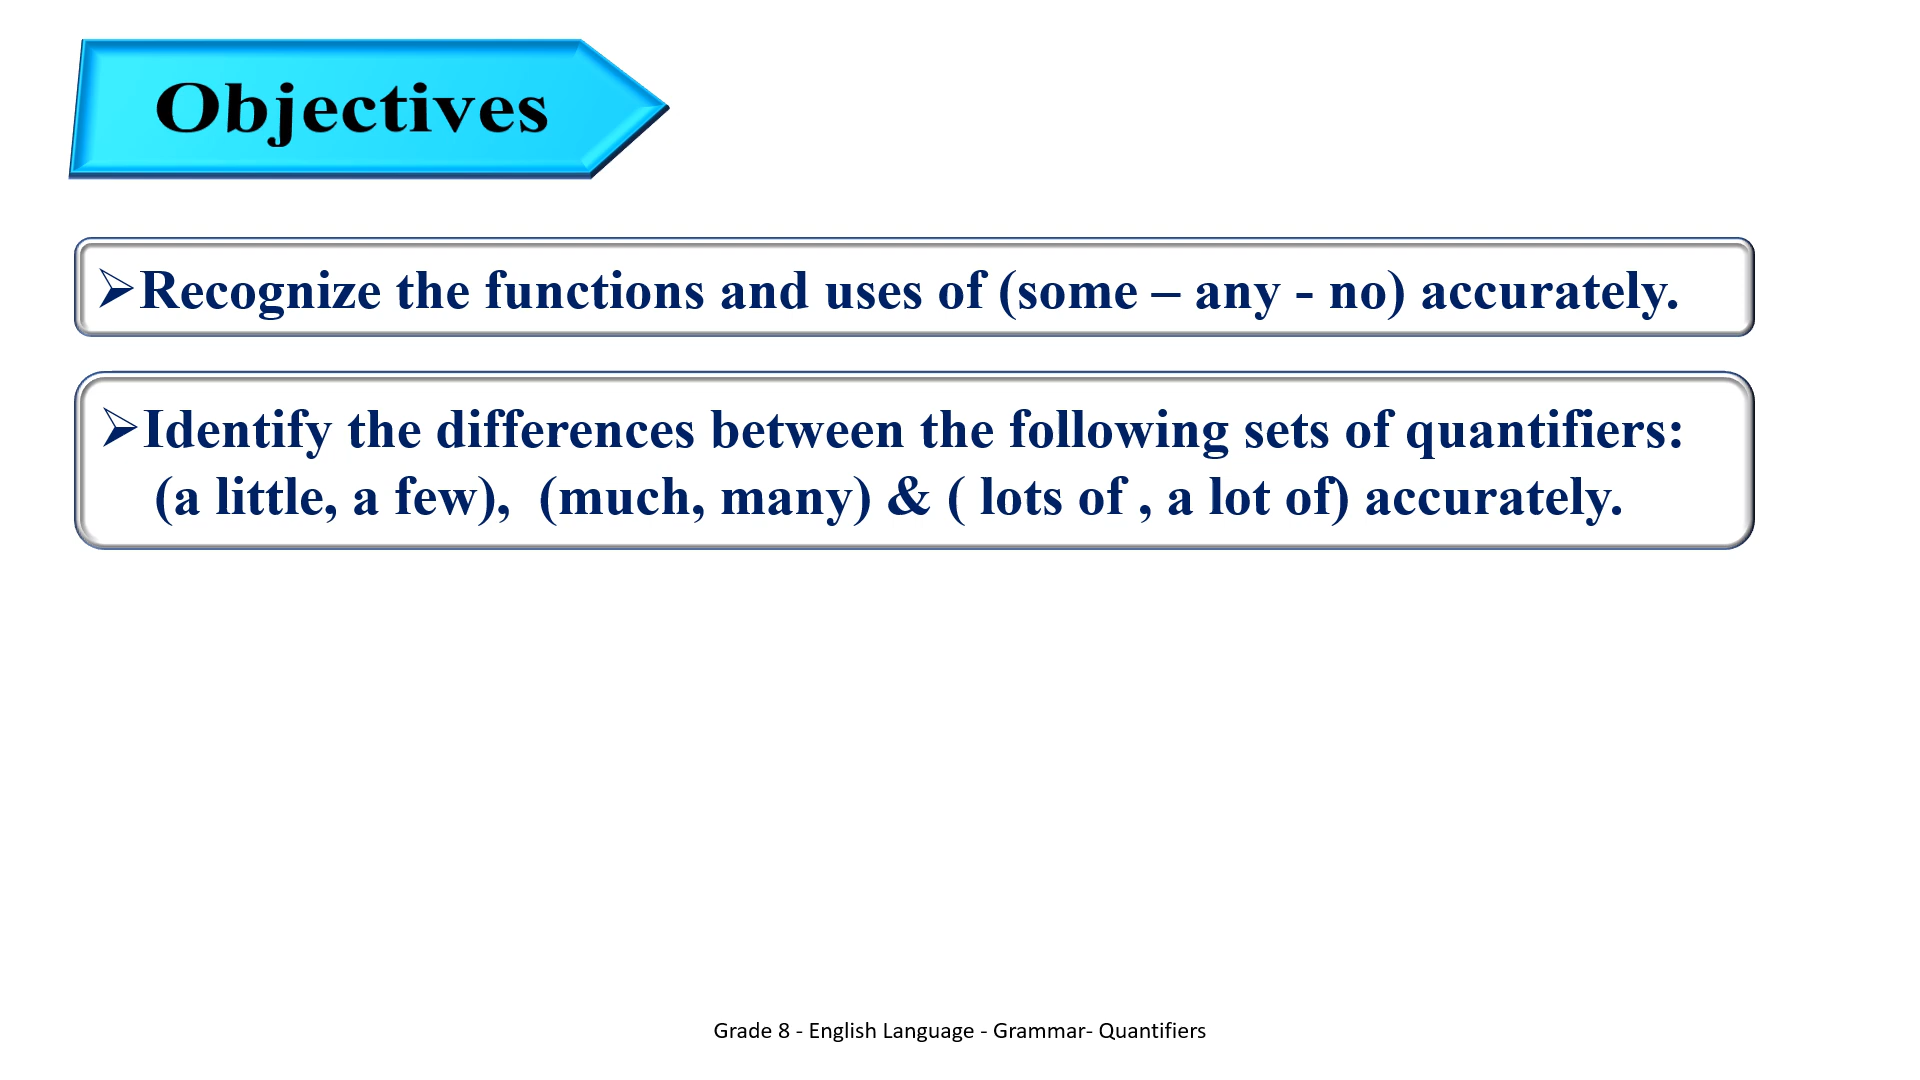 Objectives
➢Recognize the functions and uses of (some – any - no) accurately.
➢Identify the differences between the following sets of quantifiers:
(a little, a few),  (much, many) & ( lots of , a lot of) accurately.
Grade 8 - English Language - Grammar- Quantifiers